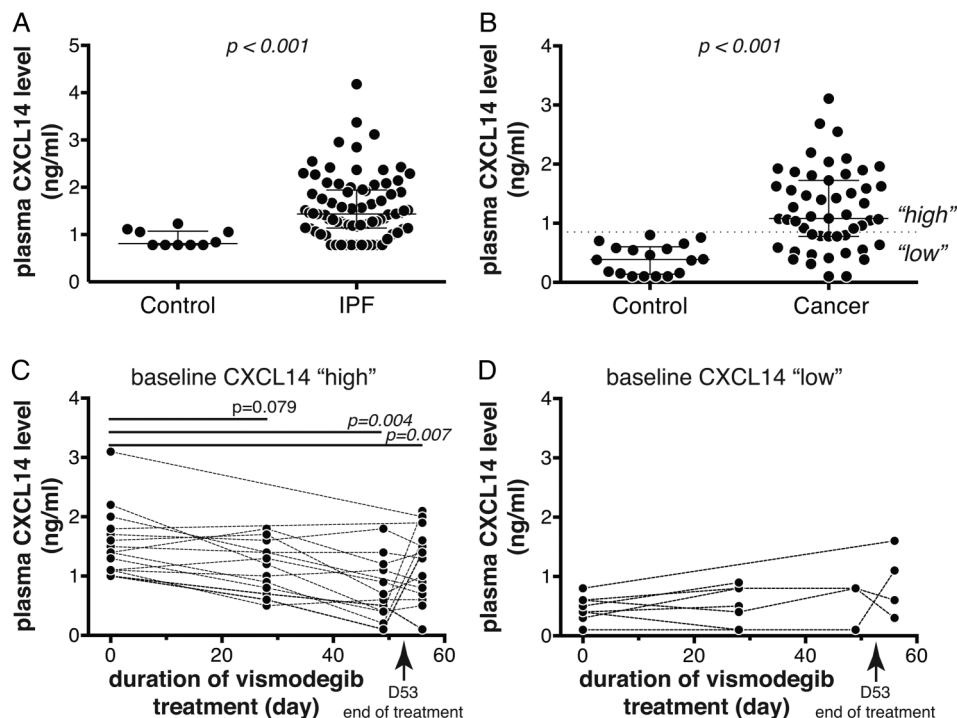 A
B
p < 0.001
p < 0.001
plasma CXCL14 level
(ng/ml)
5
4
3
2
1
0
Control
IPF
plasma CXCL14 level
(ng/ml)
4
3
2
1
0
"high"
"low"
Control
Cancer
C
baseline CXCL14 "high"
plasma CXCL14 level
(ng/ml)
4
3
2
1
0
p=0.079
p=0.004
p=0.007
0
20
40
60
duration of vismodegib
treatment (day)
D53
end of treatment
D
baseline CXCL14 "low"
plasma CXCL14 level
(ng/ml)
4
3
2
1
0
0
20
40
60
duration of vismodegib
treatment (day)
D53
end of treatment